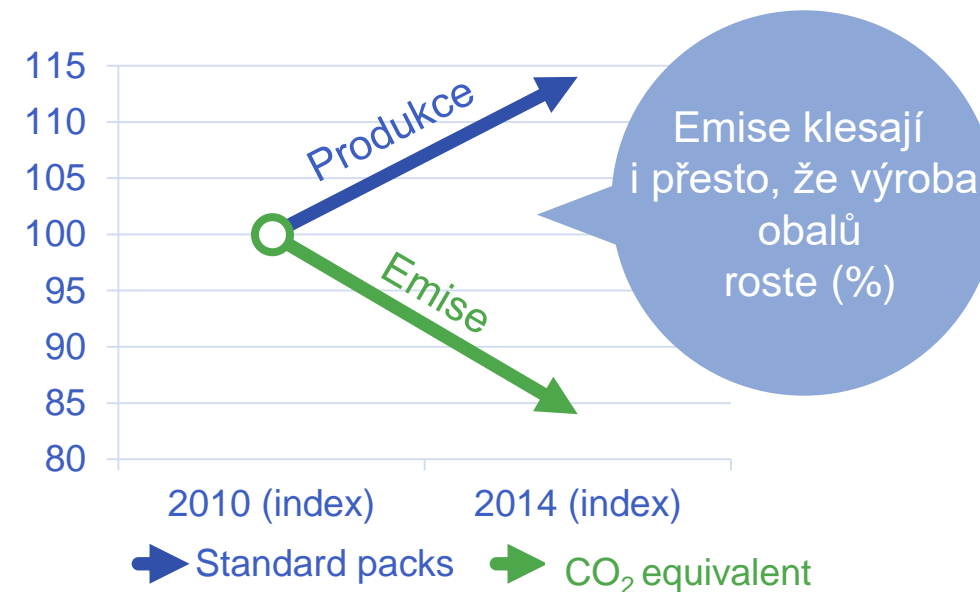 115
110
105
100
95
90
85
80
Produkce
Emise
Emise klesají
i přesto, že výroba
obalů
roste (%)
2010 (index)
2014 (index)
Standard packs
CO₂ equivalent